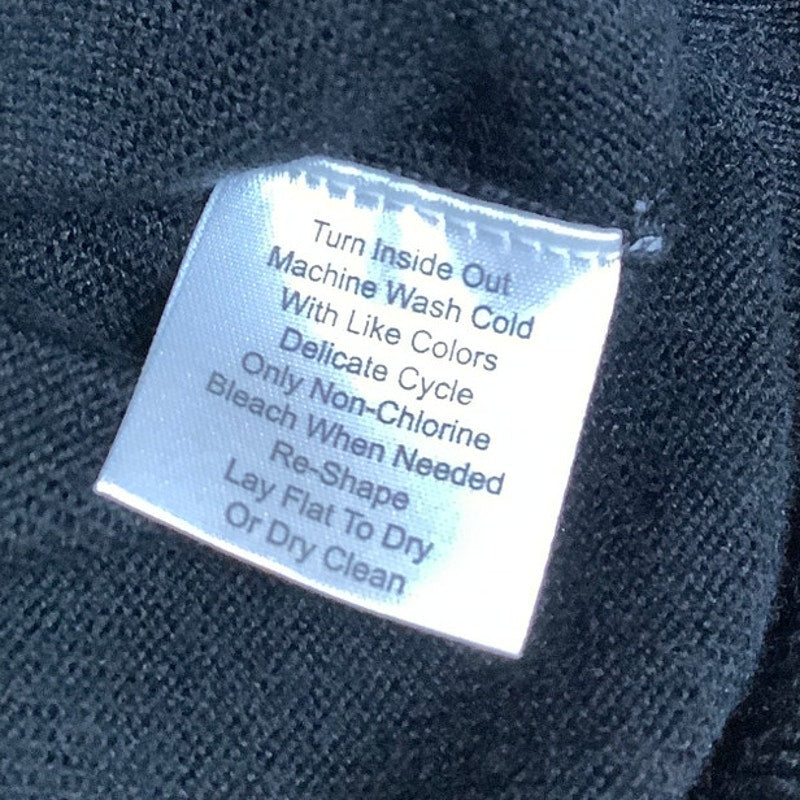 Turn Inside Out
Machine Wash Cold
With Like Colors
Delicate Cycle
Only Non-Chlorine
Bleach When Needed
Re-Shape
Lay Flat To Dry
Or Dry Clean